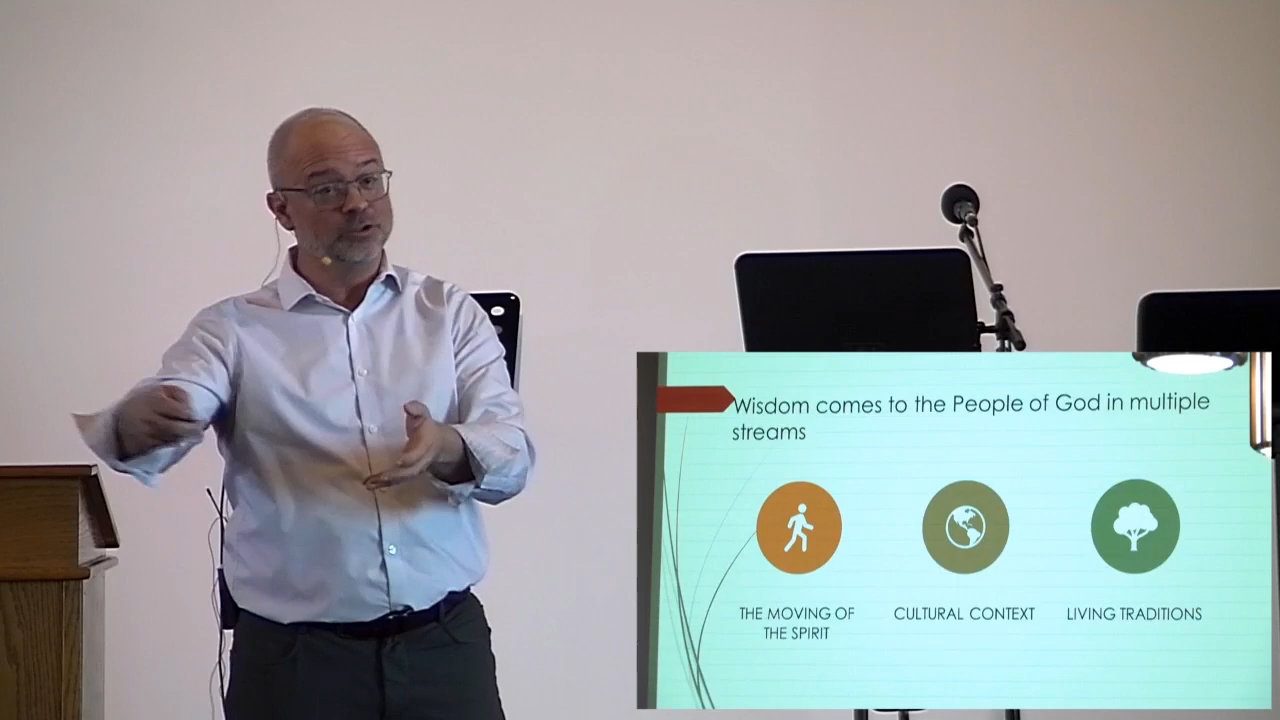 Wisdom comes to the People of God in multiple
streams
THE MOVING OF
THE SPIRIT
CULTURAL CONTEXT
LIVING TRADITIONS